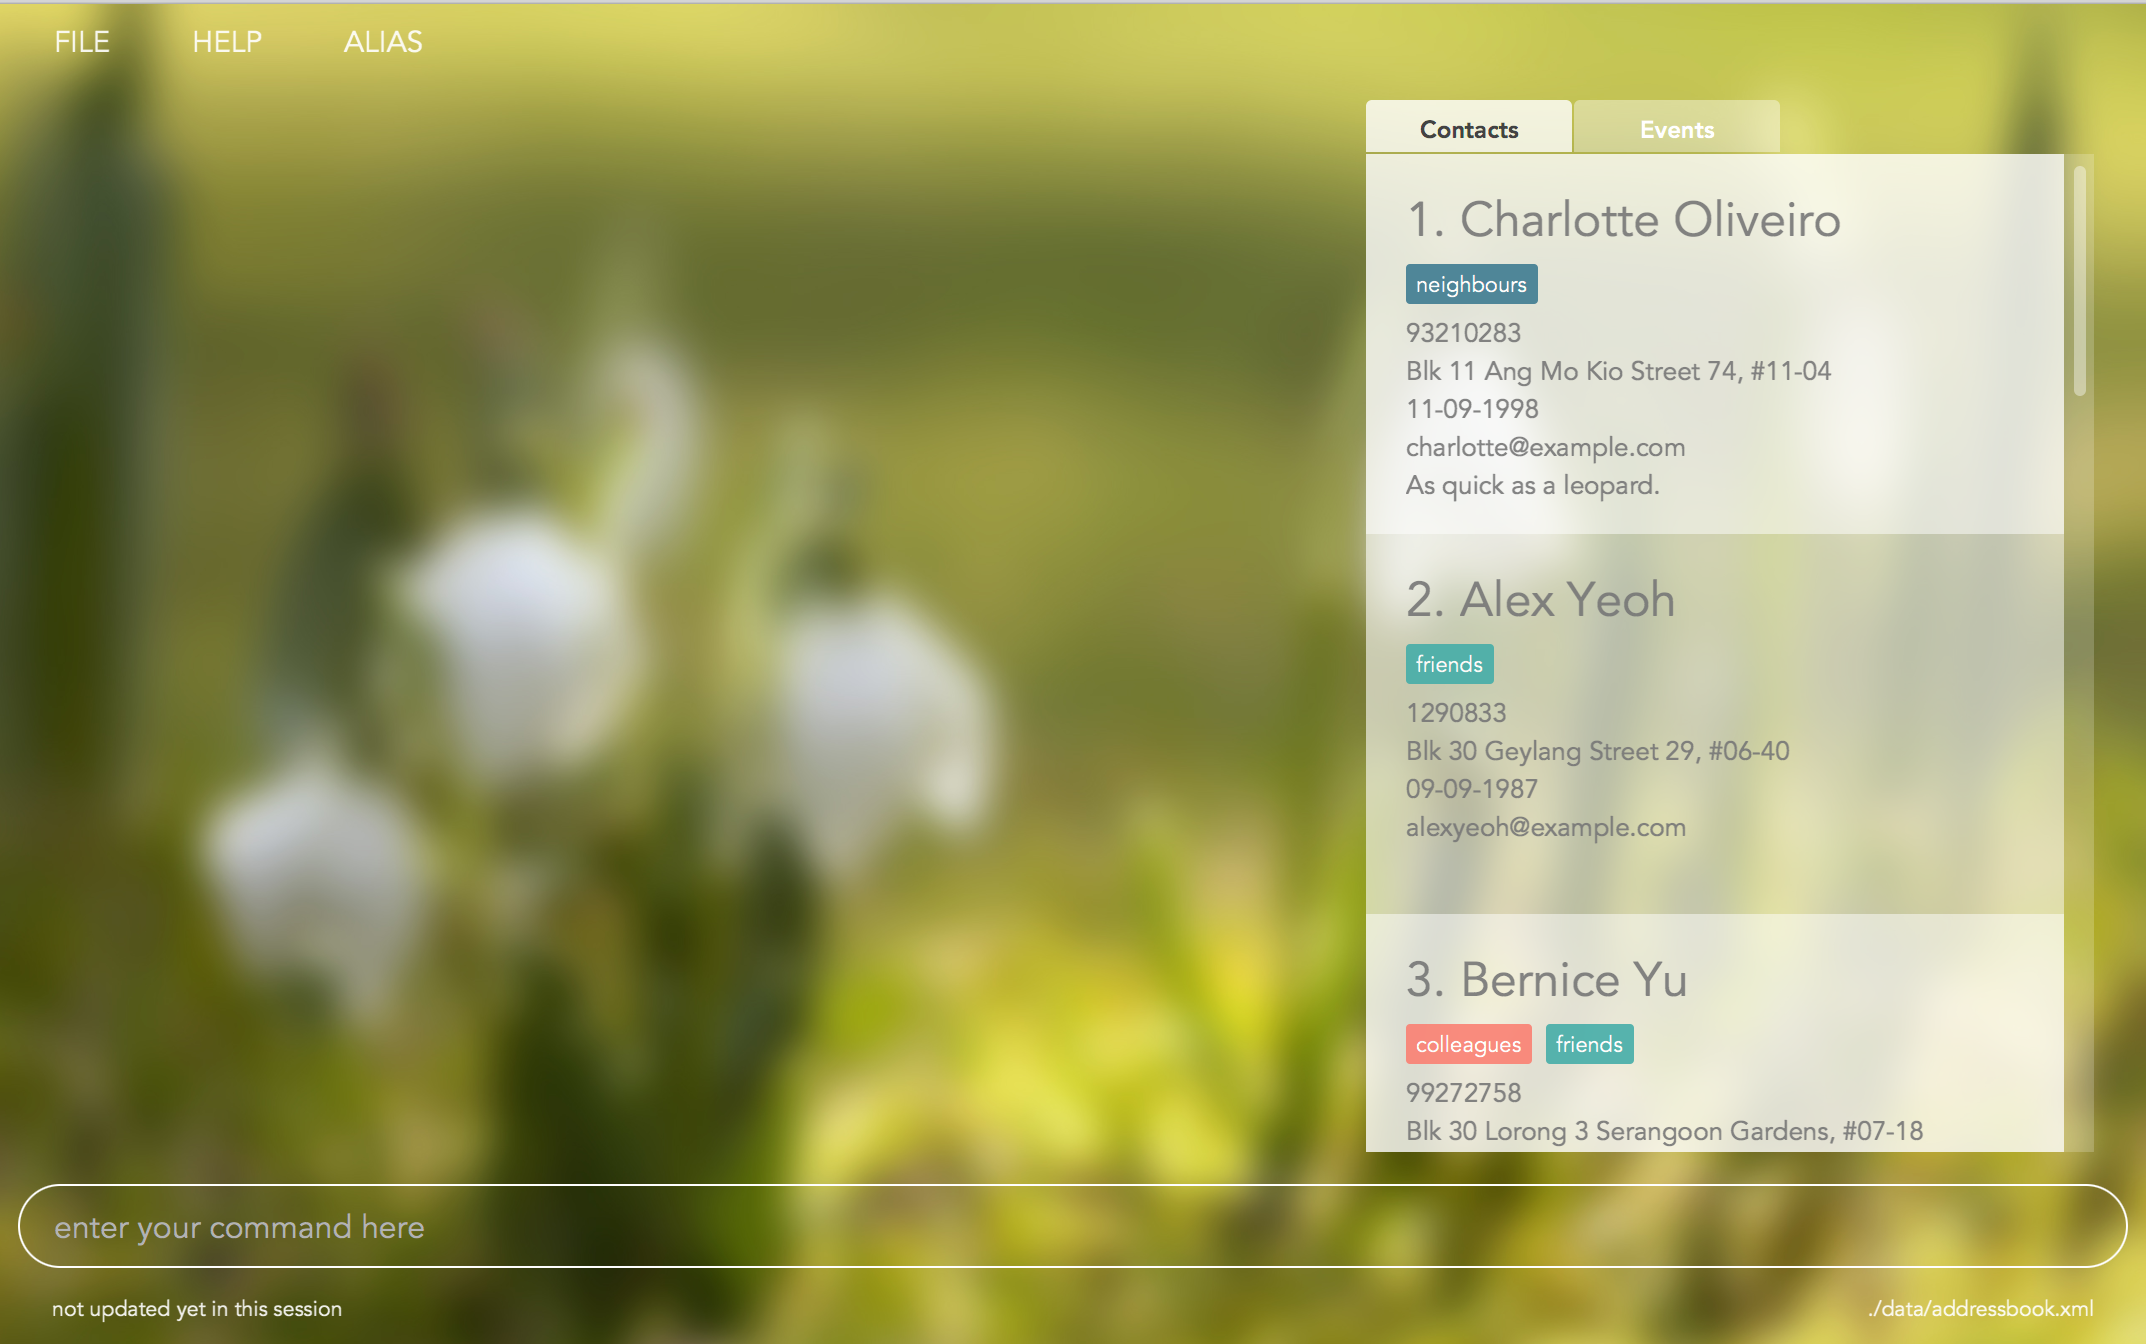 FILE HELP ALIAS
Contacts Events
1. Charlotte Oliveiro
neighbours
93210283
Blk 11 Ang Mo Kio Street 74, #11-04
11-09-1998
charlotte@example.com
As quick as a leopard.
2. Alex Yeoh
friends
1290833
Blk 30 Geylang Street 29, #06-40
09-09-1987
alexyeoh@example.com
3. Bernice Yu
colleagues friends
99272758
Blk 30 Lorong 3 Serangoon Gardens, #07-18
enter your command here
not updated yet in this session ./data/addressbook.xml